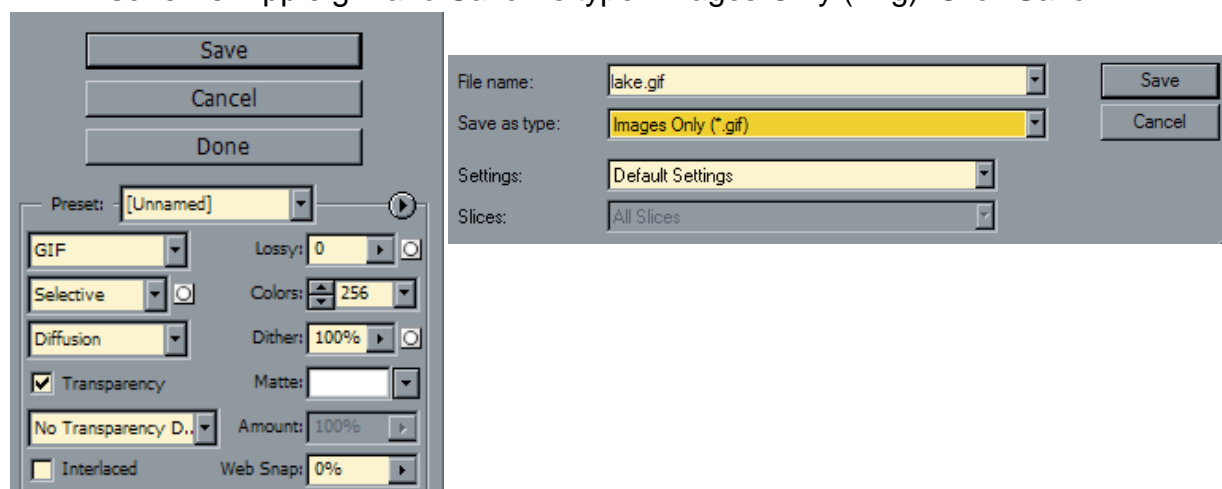 Save
Cancel
Done
Preset: [Unnamed]
GIF Lossy: 0
Selective Colors: 256
Diffusion Dither: 100%
Transparency Matte:
No Transparency D.. Amount: 100%
Interlaced Web Snap: 0%
File name: lake.gif Save
Save as type: Images Only (*.gif) Cancel
Settings: Default Settings
Slices: All Slices